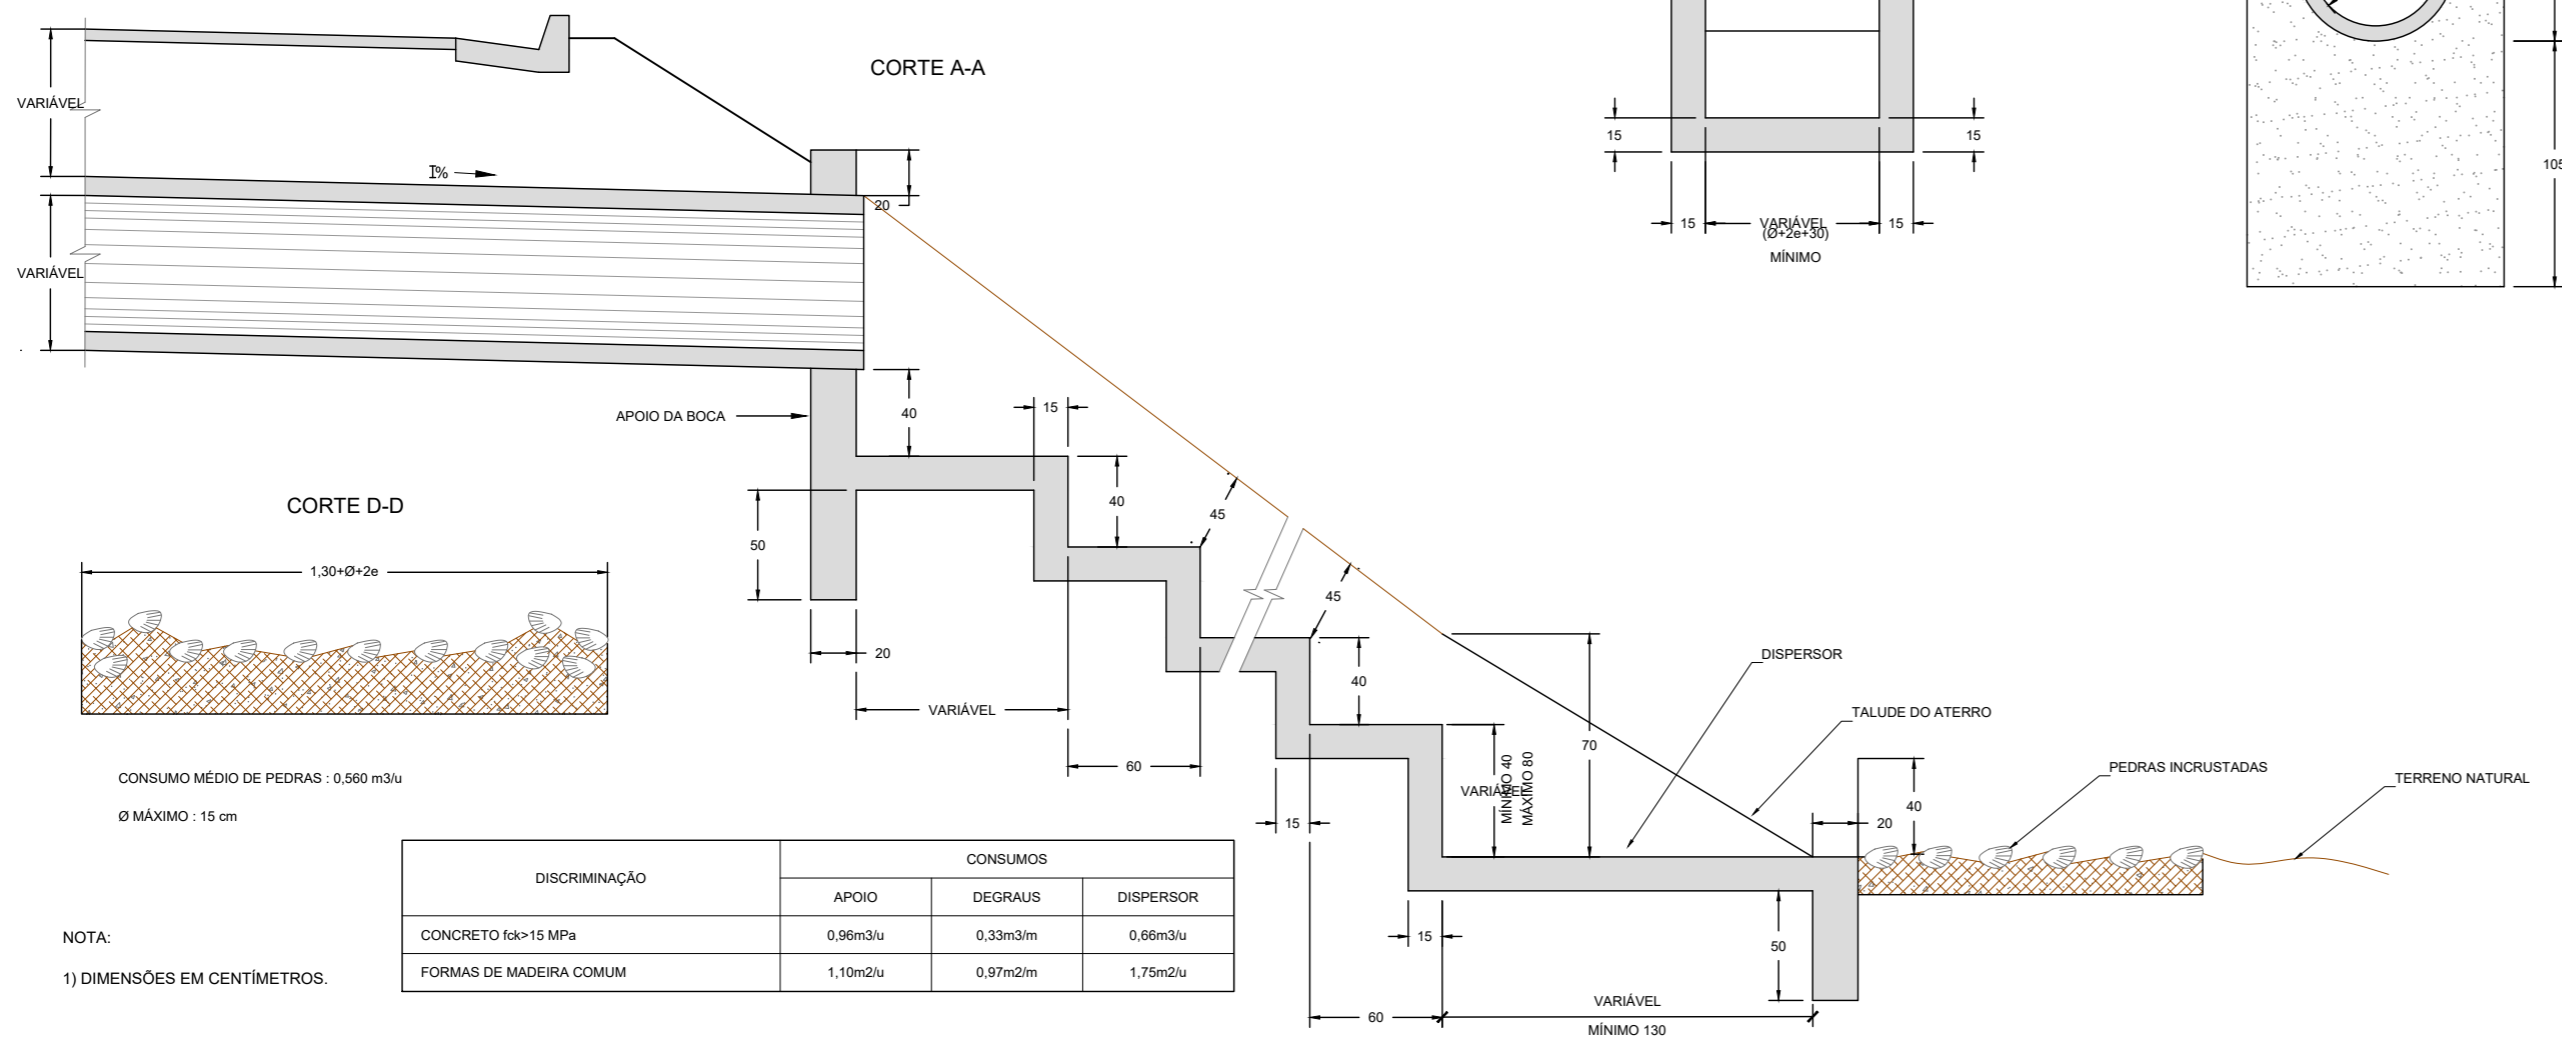 CORTE A-A
VARIÁVEL
I%
20
VARIÁVEL
APOIO DA BOCA
40
15
40
45
50
20
VARIÁVEL
60
45
40
15
VARIÁVEL
MÍNIMO 40
MÁXIMO 80
70
DISPERSOR
TALUDE DO ATERRO
PEDRAS INCRUSTADAS
TERRENO NATURAL
20
40
15
50
60
VARIÁVEL
MÍNIMO 130
15
15
15
VARIÁVEL
(Ø+2e+30)
MÍNIMO
15
105
CORTE D-D
1,30+Ø+2e
CONSUMO MÉDIO DE PEDRAS : 0,560 m3/u
Ø MÁXIMO : 15 cm
DISCRIMINAÇÃO
CONSUMOS
APOIO DEGRAUS DISPERSOR
CONCRETO fck>15 MPa 0,96m3/u 0,33m3/m 0,66m3/u
FORMAS DE MADEIRA COMUM 1,10m2/u 0,97m2/m 1,75m2/u
NOTA:
1) DIMENSÕES EM CENTÍMETROS.